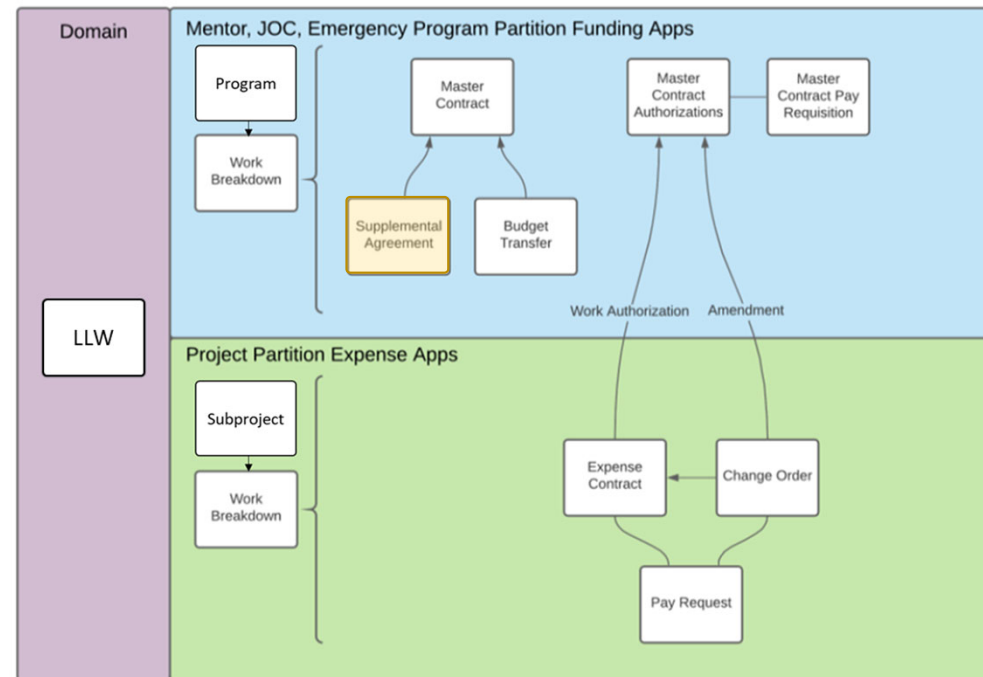 Domain
LLW
Mentor, JOC, Emergency Program Partition Funding Apps
Program
Work
Breakdown
Master
Contract
Supplemental
Agreement
Budget
Transfer
Master
Contract
Authorizations
Master
Contract Pay
Requisition
Work Authorization
Amendment
Project Partition Expense Apps
Subproject
Work
Breakdown
Expense
Contract
Change Order
Pay Request